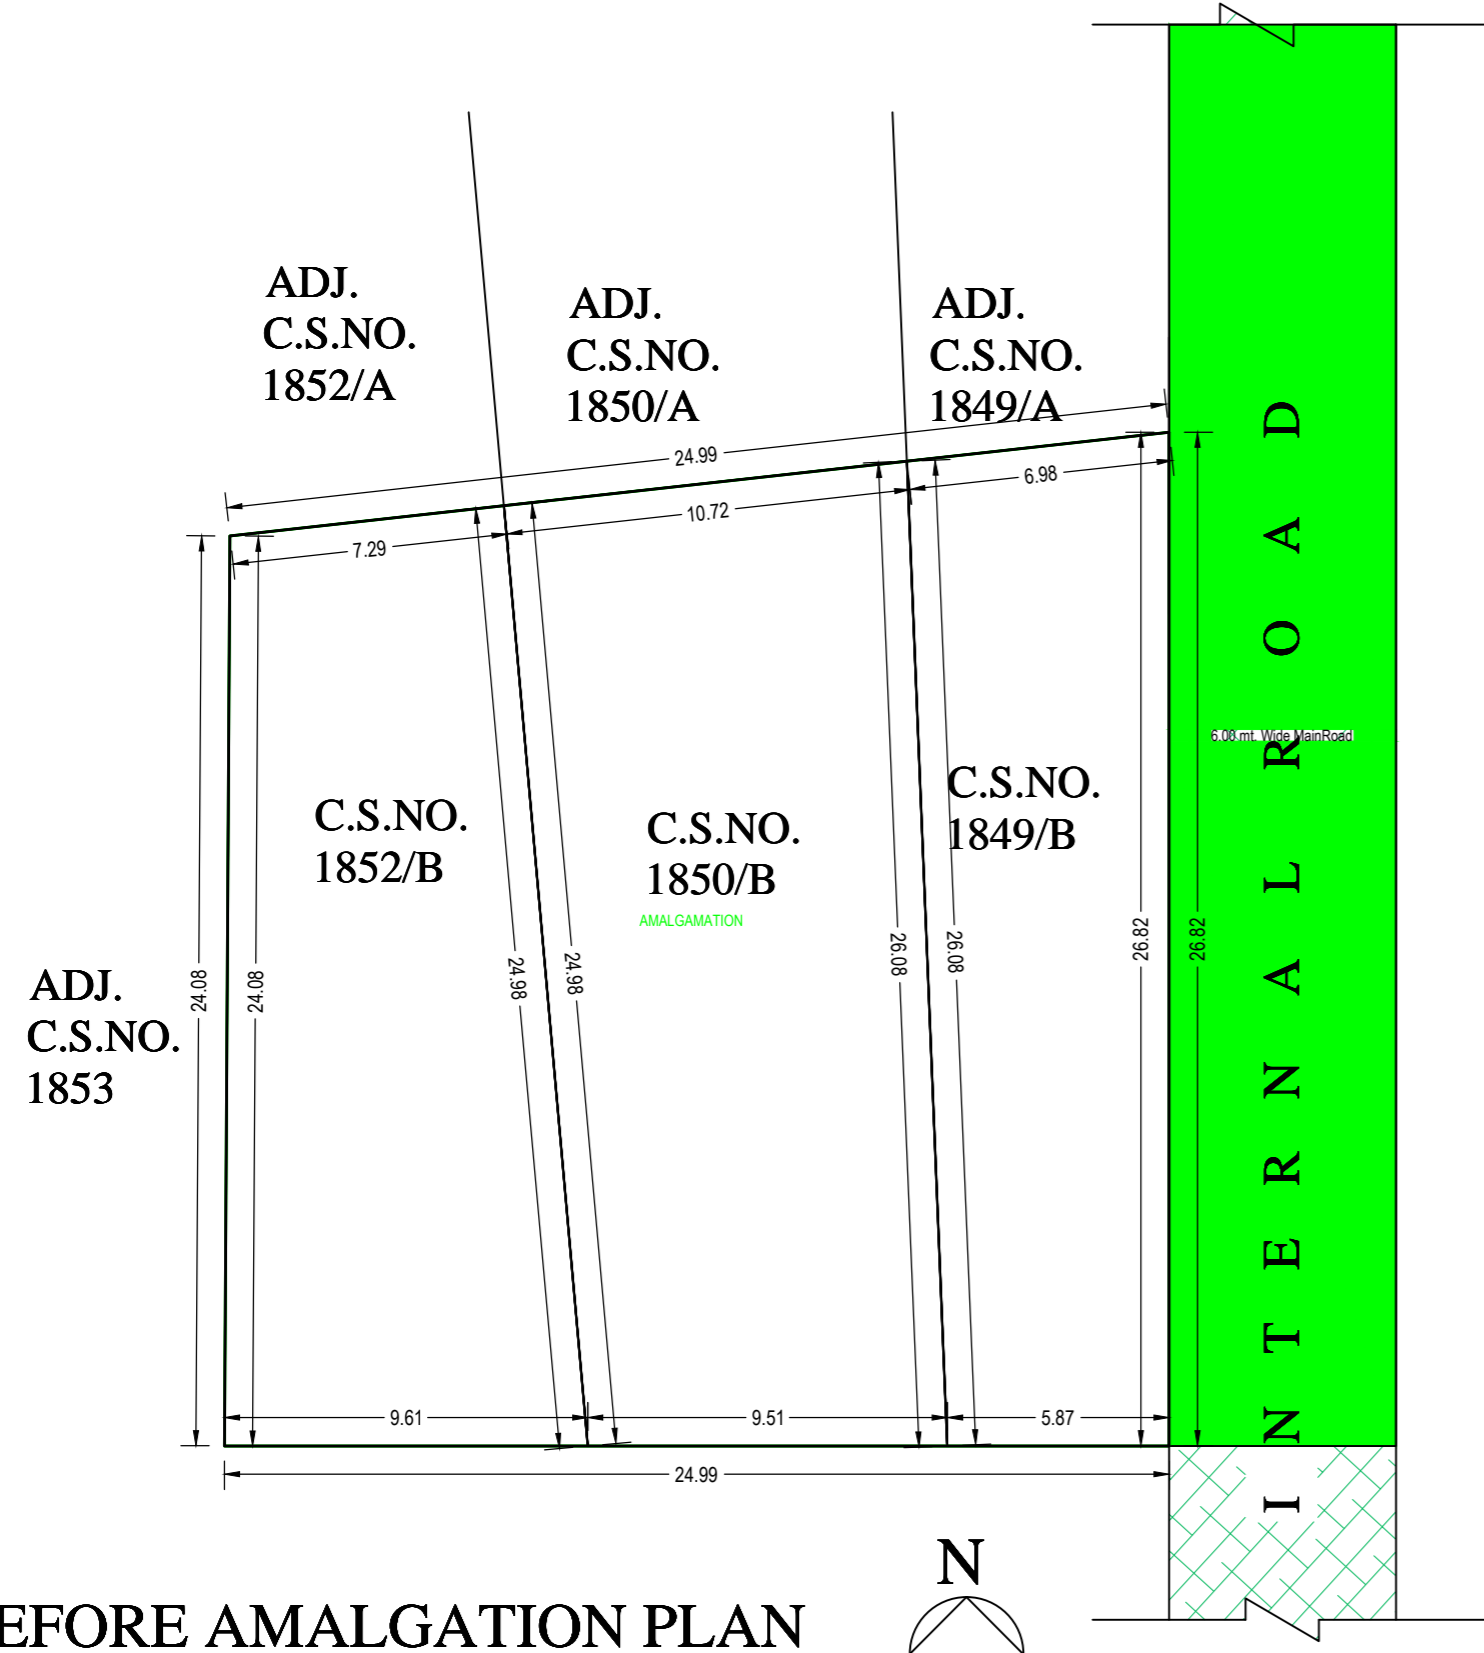 ADJ.
C.S.NO.
1852/A
ADJ.
C.S.NO.
1850/A
ADJ.
C.S.NO.
1849/A
24.99
7.29
10.72
6.98
C.S.NO.
1852/B
C.S.NO.
1850/B
AMALGAMATION
C.S.NO.
1849/B
ADJ.
C.S.NO.
1853
24.08
24.08
24.98
24.98
26.08
26.08
26.82
26.82
6.00 mt. Wide MainRoad
INTERNAL ROAD
9.61
9.51
5.87
24.99
N
EFORE AMALGATION PLAN